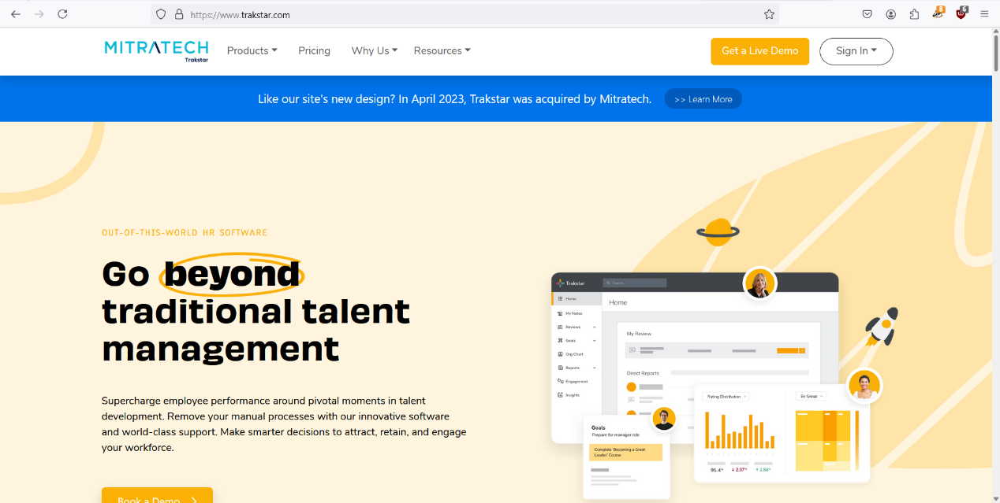 https://www.trakstar.com
8
6
MITRATECH
Trakstar
Products
Pricing
Why Us
Resources
Get a Live Demo
Sign In
Like our site's new design? In April 2023, Trakstar was acquired by Mitratech.
>> Learn More
OUT-OF-THIS-WORLD HR SOFTWARE
Go beyond
traditional talent
management
Supercharge employee performance around pivotal moments in talent
development. Remove your manual processes with our innovative software
and world-class support. Make smarter decisions to attract, retain, and engage
your workforce.
Book a Demo
Trakstar
Search
Home
My Notes
Reviews
Goals
Org Chart
Reports
Engagement
Insights
Home
My Review
Direct Reports
Goals
Prepare for manager role
Complete 'Becoming a Great
Leader' Course
Rating Distribution
By Group
95.4%
↓ 2.07%
↑ 2.56%